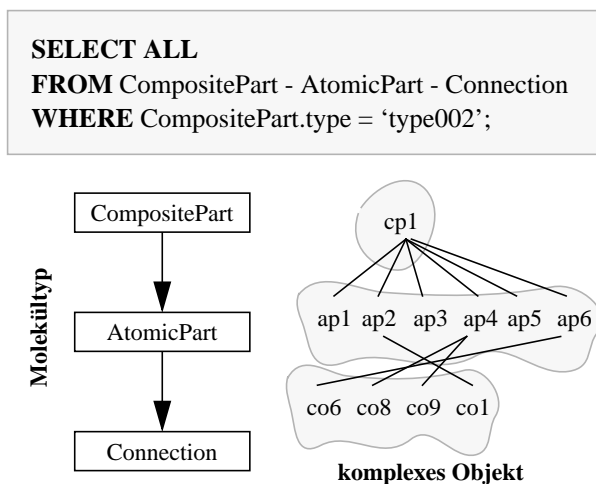 SELECT ALL
FROM CompositePart - AtomicPart - Connection
WHERE CompositePart.type = ‘type002’;
Molekültyp
CompositePart
AtomicPart
Connection
cp1
ap1 ap2 ap3 ap4 ap5 ap6
co6 co8 co9 co1
komplexes Objekt